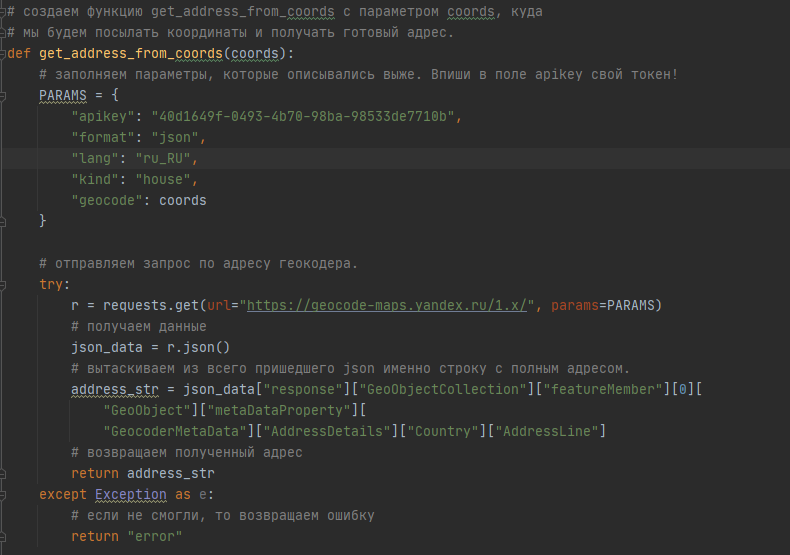 # создаем функцию get_address_from_coords с параметром coords, куда
# мы будем посылать координаты и получать готовый адрес.
def get_address_from_coords(coords):
    # заполняем параметры, которые описывались выже. Впиши в поле apikey свой токен!
    PARAMS = {
        "apikey": "40d1649f-0493-4b70-98ba-98533de7710b",
        "format": "json",
        "lang": "ru_RU",
        "kind": "house",
        "geocode": coords
    }
    # отправляем запрос по адресу геокодера.
    try:
        r = requests.get(url="https://geocode-maps.yandex.ru/1.x/", params=PARAMS)
        # получаем данные
        json_data = r.json()
        # вытаскиваем из всего пришедшего json именно строку с полным адресом.
        address_str = json_data["response"]["GeoObjectCollection"]["featureMember"][0][
            "GeoObject"]["metaDataProperty"][
            "GeocoderMetaData"]["AddressDetails"]["Country"]["AddressLine"]
        # возвращаем полученный адрес
        return address_str
    except Exception as e:
        # если не смогли, то возвращаем ошибку
        return "error"